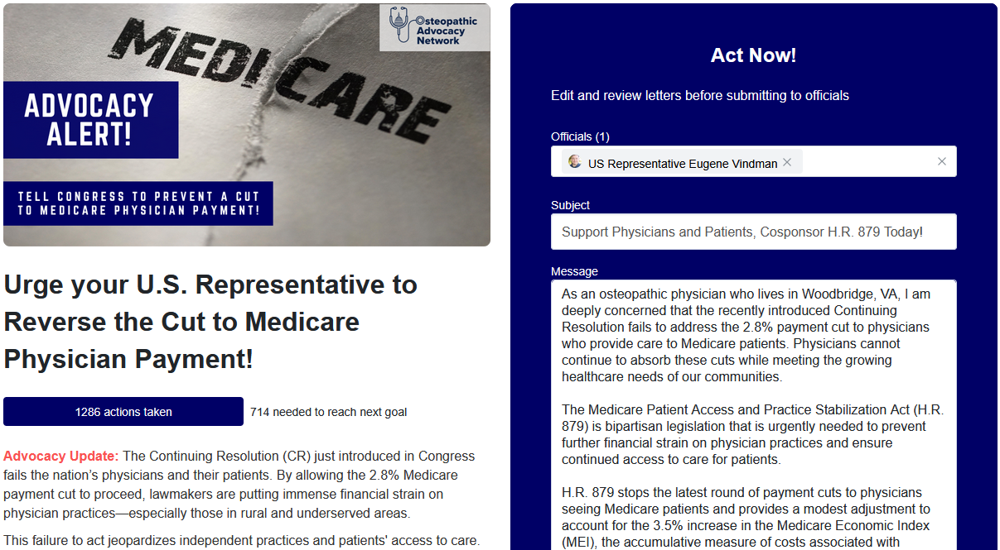 MEDICARE
Osteopathic
Advocacy
Network
ADVOCACY
ALERT!
TELL CONGRESS TO PREVENT A CUT
TO MEDICARE PHYSICIAN PAYMENT!
Urge your U.S. Representative to
Reverse the Cut to Medicare
Physician Payment!
1286 actions taken
714 needed to reach next goal
Advocacy Update: The Continuing Resolution (CR) just introduced in Congress
fails the nation’s physicians and their patients. By allowing the 2.8% Medicare
payment cut to proceed, lawmakers are putting immense financial strain on
physician practices—especially those in rural and underserved areas.
This failure to act jeopardizes independent practices and patients' access to care.
Act Now!
Edit and review letters before submitting to officials
Officials (1)
US Representative Eugene Vindman
Subject
Support Physicians and Patients, Cosponsor H.R. 879 Today!
Message
As an osteopathic physician who lives in Woodbridge, VA, I am
deeply concerned that the recently introduced Continuing
Resolution fails to address the 2.8% payment cut to physicians
who provide care to Medicare patients. Physicians cannot
continue to absorb these cuts while meeting the growing
healthcare needs of our communities.
The Medicare Patient Access and Practice Stabilization Act (H.R.
879) is bipartisan legislation that is urgently needed to prevent
further financial strain on physician practices and ensure
continued access to care for patients.
H.R. 879 stops the latest round of payment cuts to physicians
seeing Medicare patients and provides a modest adjustment to
account for the 3.5% increase in the Medicare Economic Index
(MEI), the accumulative measure of costs associated with